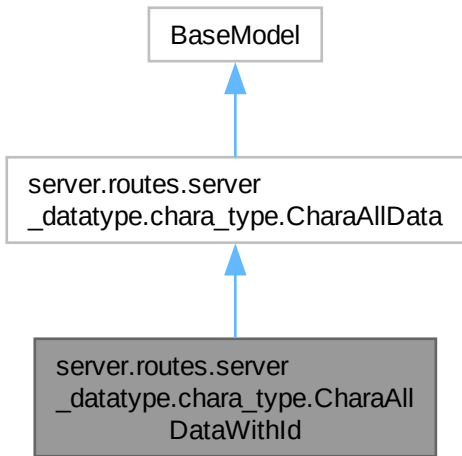 BaseModel
server.routes.server
_datatype.chara_type.CharaAllData
server.routes.server
_datatype.chara_type.CharaAll
DataWithId